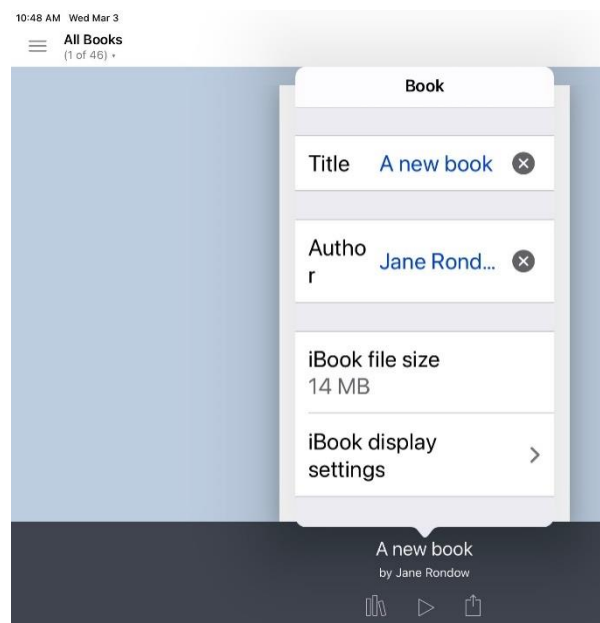 10:48 AM Wed Mar 3
All Books
(1 of 46)
Book
Title A new book
Autho
r
Jane Rond...
iBook file size
14 MB
iBook display
settings
A new book
by Jane Rondow